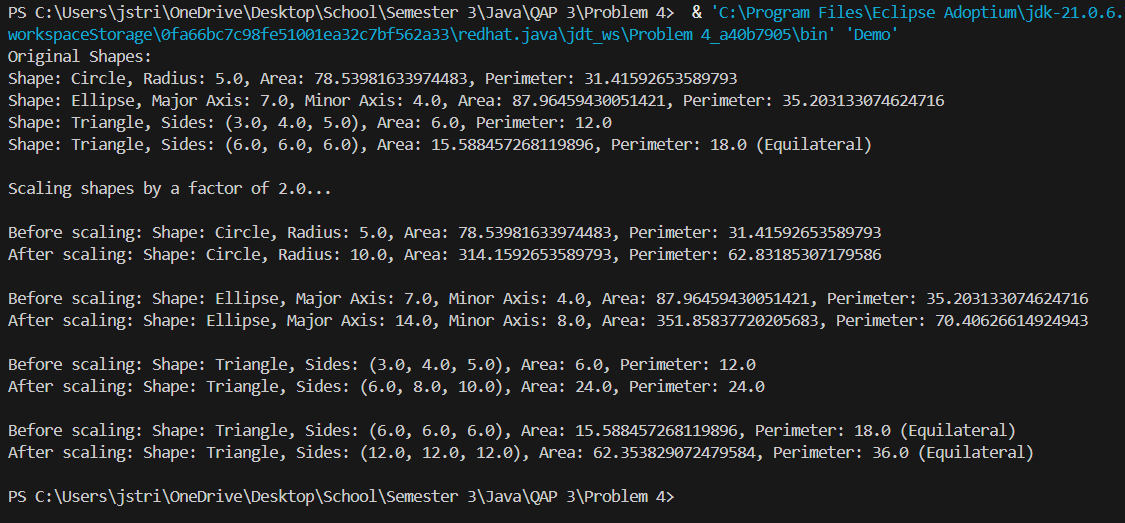 PS C:\Users\jstri\OneDrive\Desktop\School\Semester 3\Java\QAP 3\Problem 4>  & 'C:\Program Files\Eclipse Adoptium\jdk-21.0.6.
workspaceStorage\0fa66bc7c98fe51001ea32c7bf562a33\redhat.java\jdt_ws\Problem 4_a40b7905\bin' 'Demo'
Original Shapes:
Shape: Circle, Radius: 5.0, Area: 78.53981633974483, Perimeter: 31.41592653589793
Shape: Ellipse, Major Axis: 7.0, Minor Axis: 4.0, Area: 87.96459430051421, Perimeter: 35.203133074624716
Shape: Triangle, Sides: (3.0, 4.0, 5.0), Area: 6.0, Perimeter: 12.0
Shape: Triangle, Sides: (6.0, 6.0, 6.0), Area: 15.588457268119896, Perimeter: 18.0 (Equilateral)
Scaling shapes by a factor of 2.0...
Before scaling: Shape: Circle, Radius: 5.0, Area: 78.53981633974483, Perimeter: 31.41592653589793
After scaling: Shape: Circle, Radius: 10.0, Area: 314.1592653589793, Perimeter: 62.83185307179586
Before scaling: Shape: Ellipse, Major Axis: 7.0, Minor Axis: 4.0, Area: 87.96459430051421, Perimeter: 35.203133074624716
After scaling: Shape: Ellipse, Major Axis: 14.0, Minor Axis: 8.0, Area: 351.85837720205683, Perimeter: 70.40626614924943
Before scaling: Shape: Triangle, Sides: (3.0, 4.0, 5.0), Area: 6.0, Perimeter: 12.0
After scaling: Shape: Triangle, Sides: (6.0, 8.0, 10.0), Area: 24.0, Perimeter: 24.0
Before scaling: Shape: Triangle, Sides: (6.0, 6.0, 6.0), Area: 15.588457268119896, Perimeter: 18.0 (Equilateral)
After scaling: Shape: Triangle, Sides: (12.0, 12.0, 12.0), Area: 62.353829072479584, Perimeter: 36.0 (Equilateral)
PS C:\Users\jstri\OneDrive\Desktop\School\Semester 3\Java\QAP 3\Problem 4>